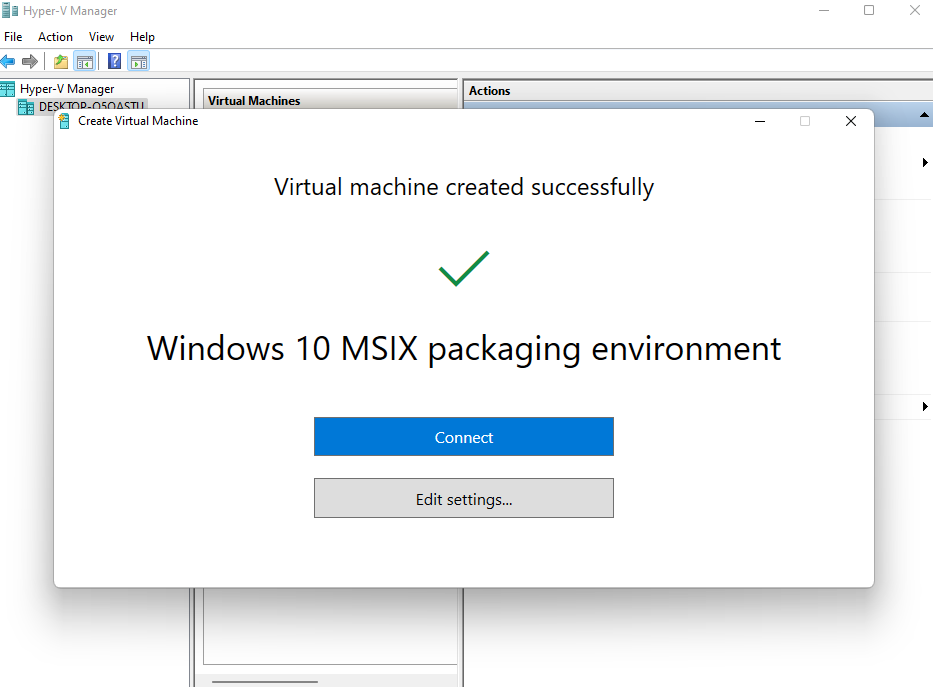 Hyper-V Manager
File Action View Help
Hyper-V Manager
DESKTOP-O5OASTU
Virtual Machines
Actions
Create Virtual Machine
Virtual machine created successfully
Windows 10 MSIX packaging environment
Connect
Edit settings...